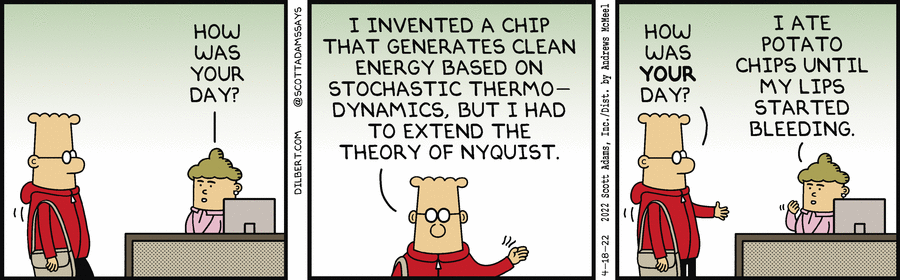 HOW
WAS
YOUR
DAY?
DILBERT.COM @SCOTTADAMSSAYS
I INVENTED A CHIP
THAT GENERATES CLEAN
ENERGY BASED ON
STOCHASTIC THERMO—
DYNAMICS, BUT I HAD
TO EXTEND THE
THEORY OF NYQUIST.
4-18-22 2022 Scott Adams, Inc./Dist. by Andrews McMeel
HOW
WAS
YOUR
DAY?
I ATE
POTATO
CHIPS UNTIL
MY LIPS
STARTED
BLEEDING.